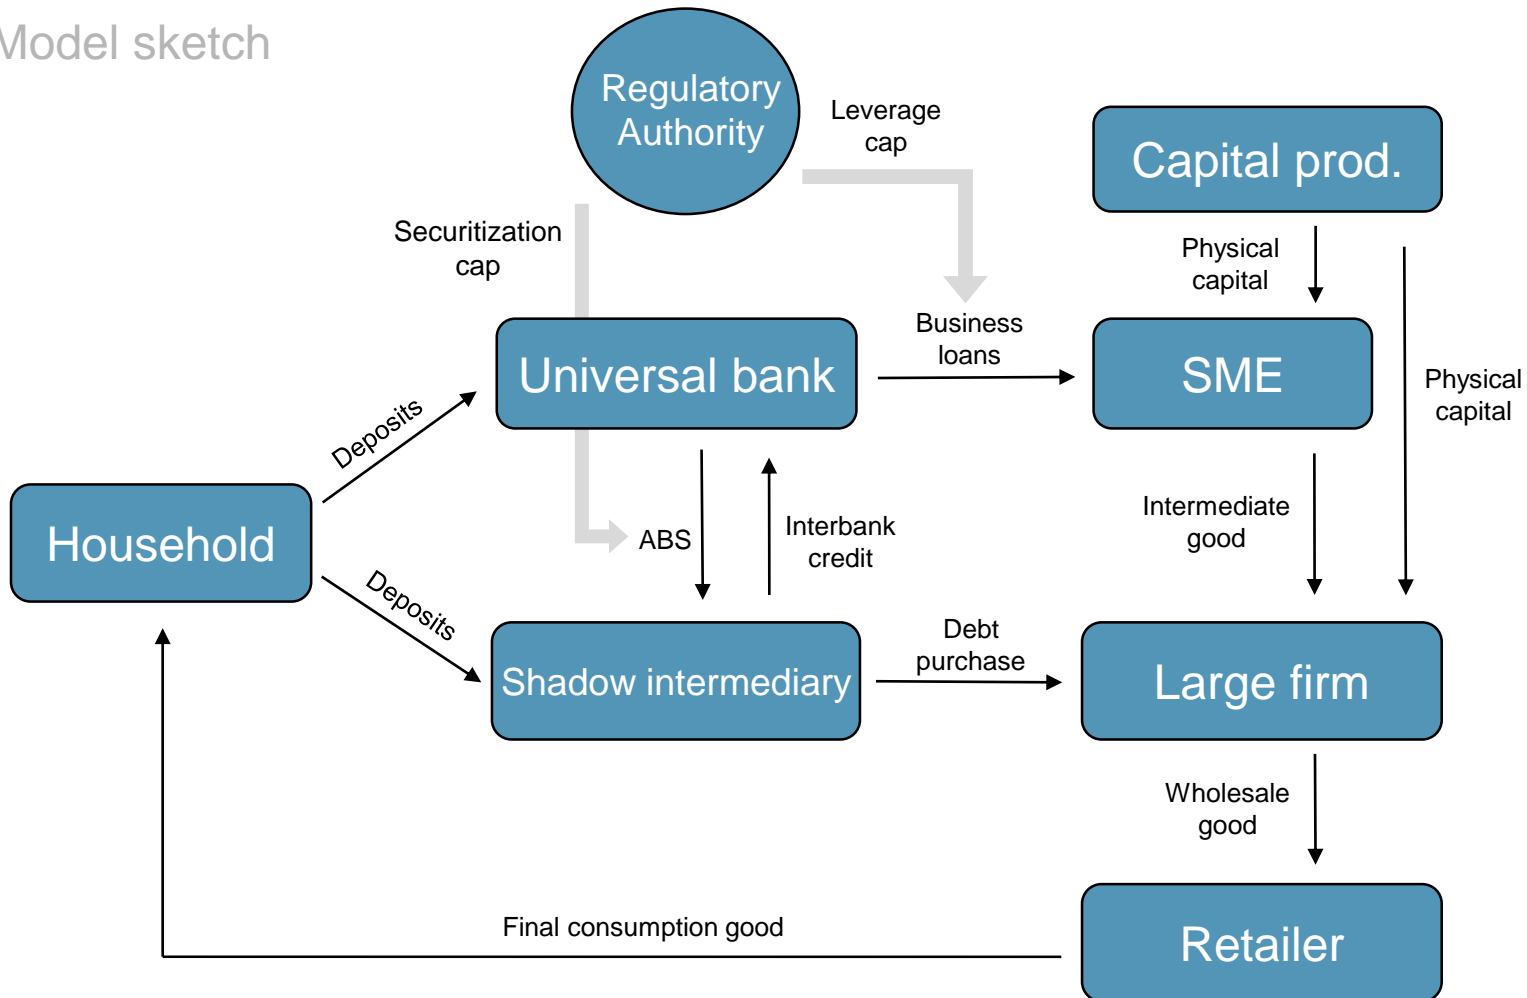 Model sketch
Regulatory
Authority
Leverage
cap
Capital prod.
Securitization
cap
Physical
capital
Business
loans
Universal bank
SME
Physical
capital
Deposits
Household
ABS
Interbank
credit
Intermediate
good
Deposits
Shadow intermediary
Debt
purchase
Large firm
Wholesale
good
Final consumption good
Retailer